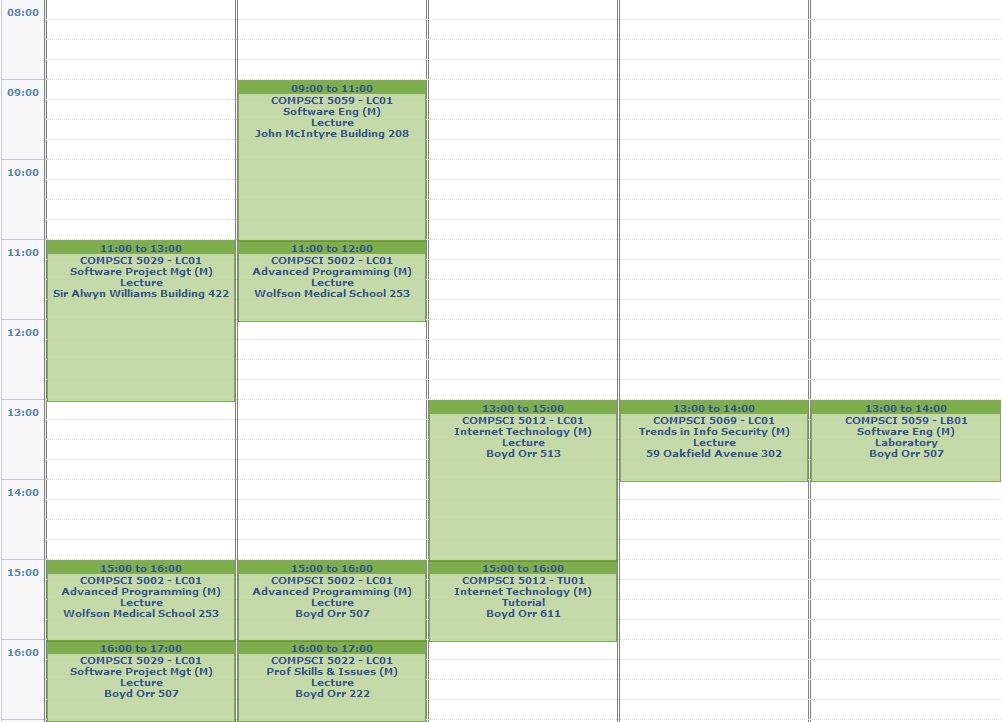 08:00
09:00
10:00
11:00
12:00
13:00
14:00
15:00
16:00
11:00 to 13:00
COMPSCI 5029 - LC01
Software Project Mgt (M)
Lecture
Sir Alwyn Williams Building 422
15:00 to 16:00
COMPSCI 5002 - LC01
Advanced Programming (M)
Lecture
Wolfson Medical School 253
16:00 to 17:00
COMPSCI 5029 - LC01
Software Project Mgt (M)
Lecture
Boyd Orr 507
09:00 to 11:00
COMPSCI 5059 - LC01
Software Eng (M)
Lecture
John McIntyre Building 208
11:00 to 12:00
COMPSCI 5002 - LC01
Advanced Programming (M)
Lecture
Wolfson Medical School 253
15:00 to 16:00
COMPSCI 5002 - LC01
Advanced Programming (M)
Lecture
Boyd Orr 507
16:00 to 17:00
COMPSCI 5022 - LC01
Prof Skills & Issues (M)
Lecture
Boyd Orr 222
13:00 to 15:00
COMPSCI 5012 - LC01
Internet Technology (M)
Lecture
Boyd Orr 513
15:00 to 16:00
COMPSCI 5012 - TU01
Internet Technology (M)
Tutorial
Boyd Orr 611
13:00 to 14:00
COMPSCI 5069 - LC01
Trends in Info Security (M)
Lecture
59 Oakfield Avenue 302
13:00 to 14:00
COMPSCI 5059 - LB01
Software Eng (M)
Laboratory
Boyd Orr 507